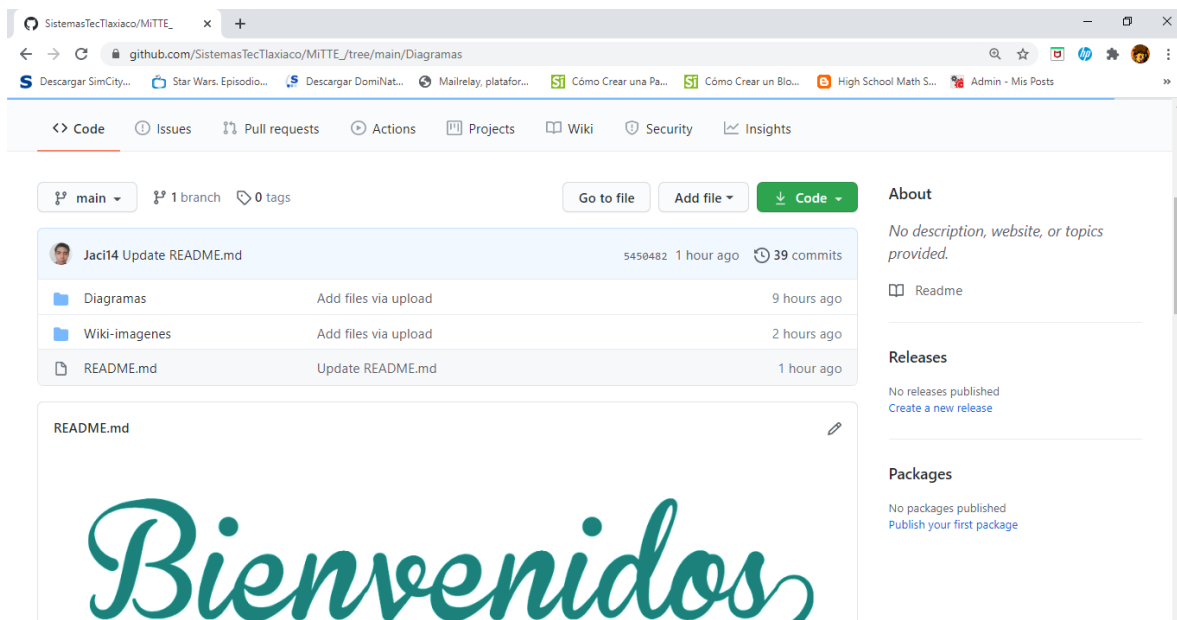 SistemasTecTlaxiaco/MiTTE_
github.com/SistemasTecTlaxiaco/MiTTE_/tree/main/Diagramas
Descargar SimCity... Star Wars. Episodio... Descargar DomiNat... Mailrelay, platafor... Cómo Crear una Pa... Cómo Crear un Blo... High School Math S... Admin - Mis Posts »
<> Code Issues Pull requests Actions Projects Wiki Security Insights
main 1 branch 0 tags Go to file Add file Code
Jaci14 Update README.md 5450482 1 hour ago 39 commits
Diagramas Add files via upload 9 hours ago
Wiki-imagenes Add files via upload 2 hours ago
README.md Update README.md 1 hour ago
README.md
Bienvenidos
About
No description, website, or topics
provided.
Readme
Releases
No releases published
Create a new release
Packages
No packages published
Publish your first package